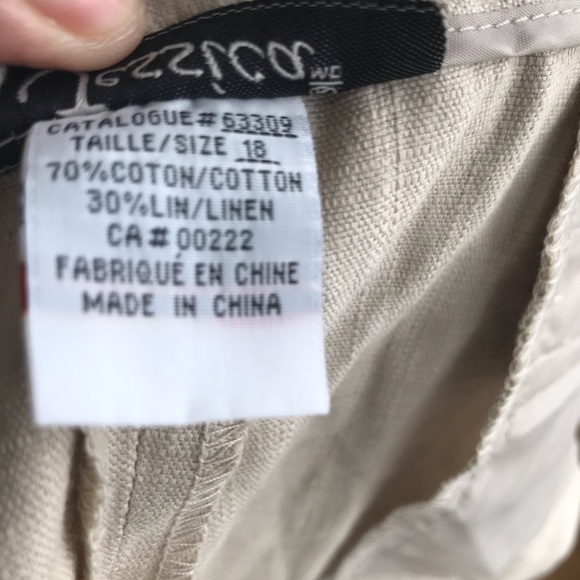 Jessica
CATALOGUE# 63309
TAILLE/SIZE 18
70%COTON/COTTON
30%LIN/LINEN
CA# 00222
FABRIQUÉ EN CHINE
MADE IN CHINA